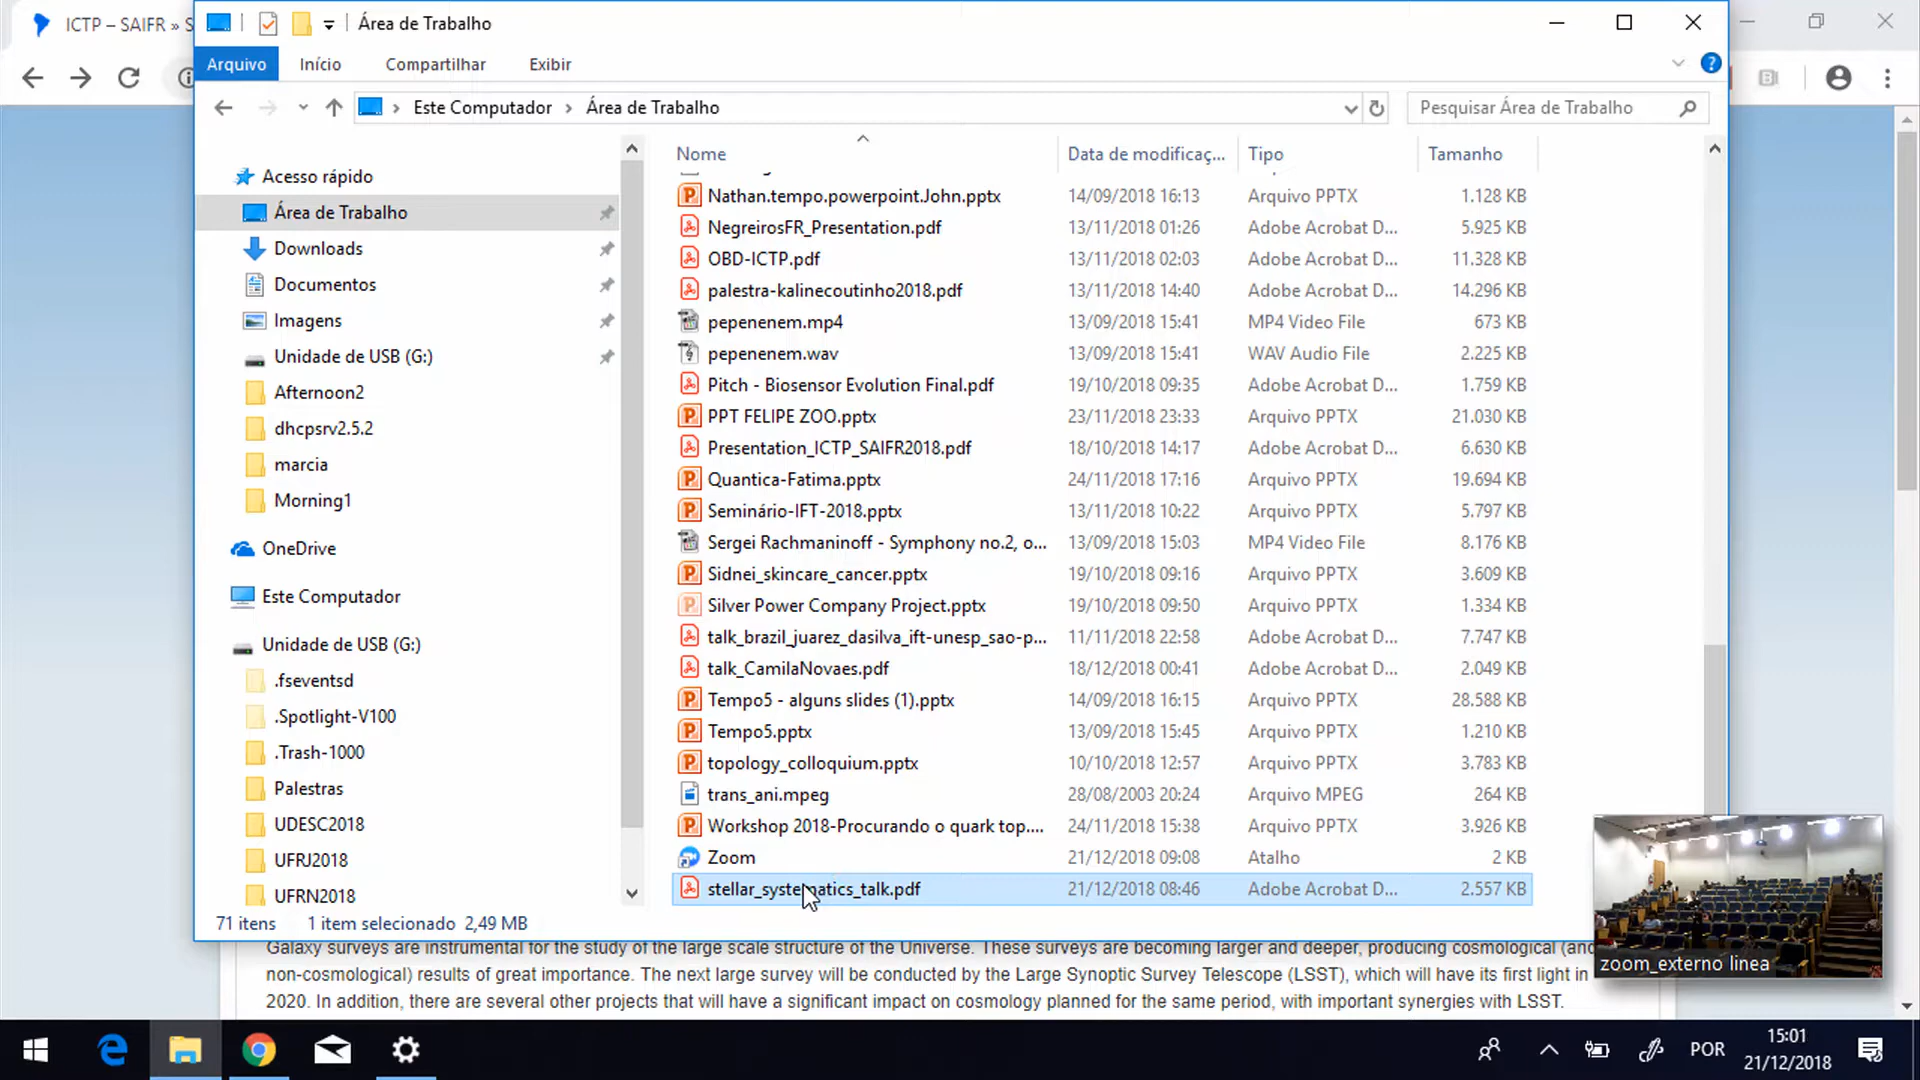 ICTP – SAIFR » S
Área de Trabalho
Arquivo
Início
Compartilhar
Exibir
Este Computador
Área de Trabalho
Pesquisar Área de Trabalho
Nome
Data de modificaç...
Tipo
Tamanho
Acesso rápido
Área de Trabalho
Downloads
Documentos
Imagens
Unidade de USB (G:)
Afternoon2
dhcpsrv2.5.2
marcia
Morning1
OneDrive
Este Computador
Unidade de USB (G:)
.fseventsd
.Spotlight-V100
.Trash-1000
Palestras
UDESC2018
UFRJ2018
UFRN2018
Nathan.tempo.powerpoint.John.pptx 14/09/2018 16:13 Arquivo PPTX 1.128 KB
NegreirosFR_Presentation.pdf 13/11/2018 01:26 Adobe Acrobat D... 5.925 KB
OBD-ICTP.pdf 13/11/2018 02:03 Adobe Acrobat D... 11.328 KB
palestra-kalinecoutinho2018.pdf 13/11/2018 14:40 Adobe Acrobat D... 14.296 KB
pepenenem.mp4 13/09/2018 15:41 MP4 Video File 673 KB
pepenenem.wav 13/09/2018 15:41 WAV Audio File 2.225 KB
Pitch - Biosensor Evolution Final.pdf 19/10/2018 09:35 Adobe Acrobat D... 1.759 KB
PPT FELIPE ZOO.pptx 23/11/2018 23:33 Arquivo PPTX 21.030 KB
Presentation_ICTP_SAIFR2018.pdf 18/10/2018 14:17 Adobe Acrobat D... 6.630 KB
Quantica-Fatima.pptx 24/11/2018 17:16 Arquivo PPTX 19.694 KB
Seminário-IFT-2018.pptx 13/11/2018 10:22 Arquivo PPTX 5.797 KB
Sergei Rachmaninoff - Symphony no.2, o... 13/09/2018 15:03 MP4 Video File 8.176 KB
Sidnei_skincare_cancer.pptx 19/10/2018 09:16 Arquivo PPTX 3.609 KB
Silver Power Company Project.pptx 19/10/2018 09:50 Arquivo PPTX 1.334 KB
talk_brazil_juarez_dasilva_ift-unesp_sao-p... 11/11/2018 22:58 Adobe Acrobat D... 7.747 KB
talk_CamilaNovaes.pdf 18/12/2018 00:41 Adobe Acrobat D... 2.049 KB
Tempo5 - alguns slides (1).pptx 14/09/2018 16:15 Arquivo PPTX 28.588 KB
Tempo5.pptx 13/09/2018 15:45 Arquivo PPTX 1.210 KB
topology_colloquium.pptx 10/10/2018 12:57 Arquivo PPTX 3.783 KB
trans_ani.mpeg 28/08/2003 20:24 Arquivo MPEG 264 KB
Workshop 2018-Procurando o quark top.... 24/11/2018 15:38 Arquivo PPTX 3.926 KB
Zoom 21/12/2018 09:08 Atalho 2 KB
stellar_systematics_talk.pdf 21/12/2018 08:46 Adobe Acrobat D... 2.557 KB
71 itens 1 item selecionado 2,49 MB
Galaxy surveys are instrumental for the study of the large scale structure of the Universe. These surveys are becoming larger and deeper, producing cosmological (and
non-cosmological) results of great importance. The next large survey will be conducted by the Large Synoptic Survey Telescope (LSST), which will have its first light in
2020. In addition, there are several other projects that will have a significant impact on cosmology planned for the same period, with important synergies with LSST.
zoom_externo linea
POR
15:01
21/12/2018